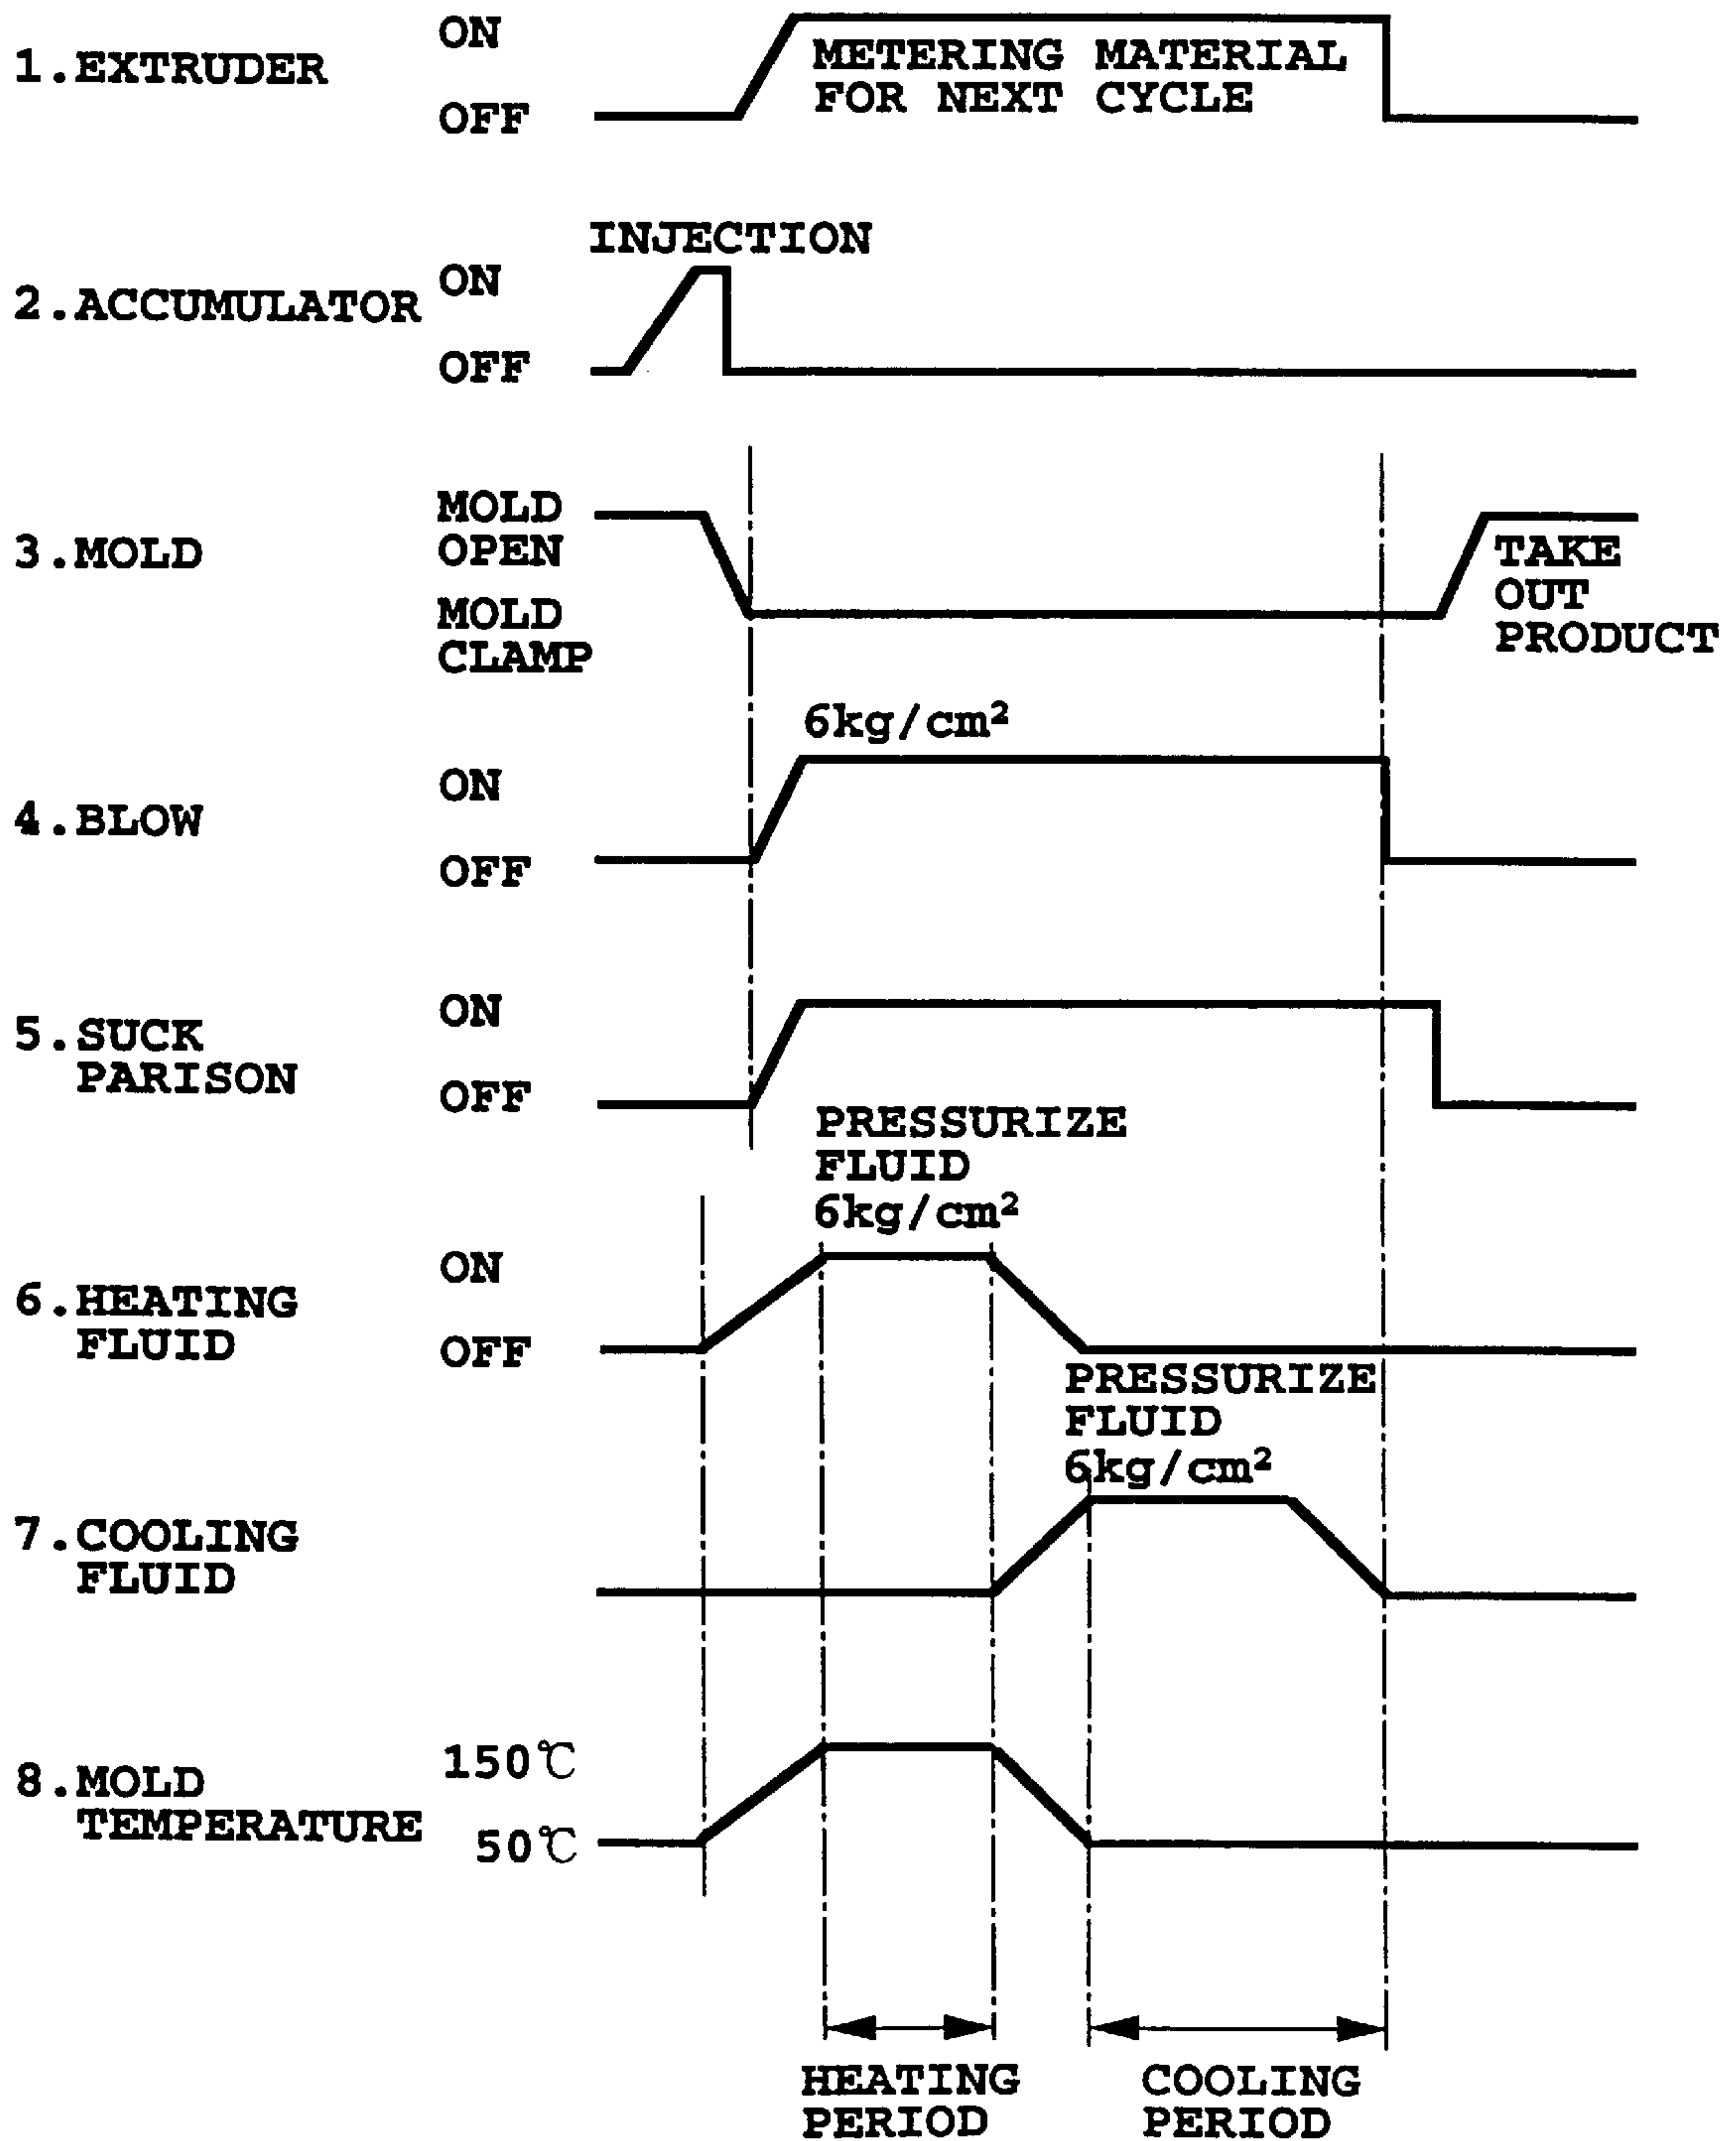 ON
1.EXTRUDER
METERING MATERIAL
FOR NEXT CYCLE
OFF
INJECTION
ON
2.ACCUMULATOR
OFF
MOLD
OPEN
3.MOLD
TAKE
OUT
PRODUCT
MOLD
CLAMP
6kg/cm²
ON
4.BLOW
OFF
ON
5.SUCK
PARISON
OFF
PRESSURIZE
FLUID
6kg/cm²
ON
6.HEATING
FLUID
OFF
PRESSURIZE
FLUID
6kg/cm²
7.COOLING
FLUID
150℃
8.MOLD
TEMPERATURE
50℃
HEATING
PERIOD
COOLING
PERIOD